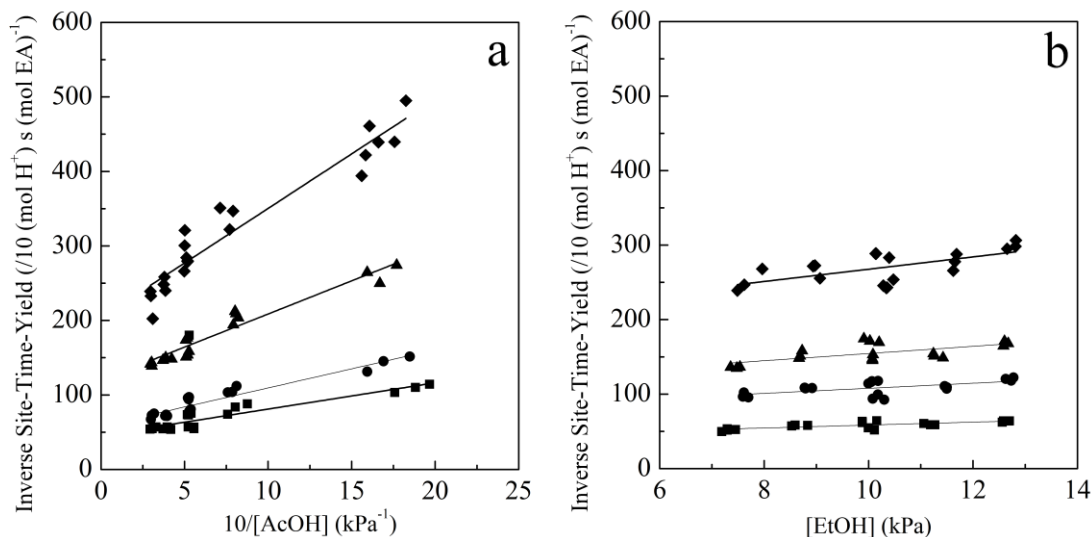 a
Inverse Site-Time-Yield (/10 (mol H⁺) s (mol EA)⁻¹)
600
500
400
300
200
100
0
0 5 10 15 20 25
10/[AcOH] (kPa⁻¹)
b
Inverse Site-Time-Yield (/10 (mol H⁺) s (mol EA)⁻¹)
600
500
400
300
200
100
0
6 8 10 12 14
[EtOH] (kPa)